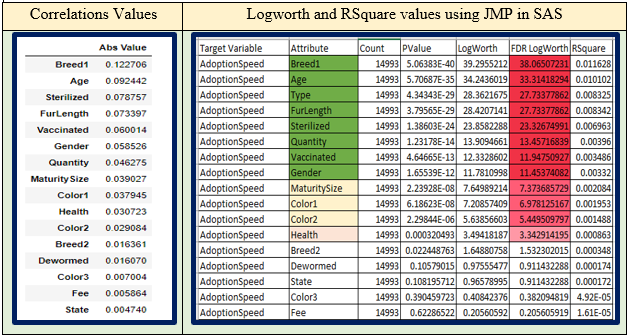 Correlations Values
Logworth and RSquare values using JMP in SAS
Abs Value
Breed1 0.122706
Age 0.092442
Sterilized 0.078757
FurLength 0.073397
Vaccinated 0.060014
Gender 0.058526
Quantity 0.046275
MaturitySize 0.039027
Color1 0.037945
Health 0.030723
Color2 0.029084
Breed2 0.016361
Dewormed 0.016070
Color3 0.007004
Fee 0.005864
State 0.004740
Target Variable Attribute Count PValue LogWorth FDR LogWorth RSquare
AdoptionSpeed Breed1 14993 5.06383E-40 39.2955212 38.06507231 0.011628
AdoptionSpeed Age 14993 5.70687E-35 34.2436019 33.31418294 0.010102
AdoptionSpeed Type 14993 4.34343E-29 28.3621675 27.73377862 0.008325
AdoptionSpeed FurLength 14993 3.79565E-29 28.4207141 27.73377862 0.008342
AdoptionSpeed Sterilized 14993 1.38603E-24 23.8582288 23.32674991 0.006963
AdoptionSpeed Quantity 14993 1.23178E-14 13.9094661 13.45716839 0.00396
AdoptionSpeed Vaccinated 14993 4.64665E-13 12.3328602 11.94750927 0.003486
AdoptionSpeed Gender 14993 1.65539E-12 11.7810998 11.45374082 0.00332
AdoptionSpeed MaturitySize 14993 2.23928E-08 7.64989214 7.373685729 0.002084
AdoptionSpeed Color1 14993 6.18623E-08 7.20857409 6.978125167 0.001953
AdoptionSpeed Color2 14993 2.29844E-06 5.63856603 5.449509797 0.001488
AdoptionSpeed Health 14993 0.000320493 3.49418187 3.342914195 0.000863
AdoptionSpeed Breed2 14993 0.022448763 1.64880758 1.532302015 0.000348
AdoptionSpeed Dewormed 14993 0.10579015 0.97555477 0.911432288 0.000174
AdoptionSpeed State 14993 0.108195712 0.96578995 0.911432288 0.000172
AdoptionSpeed Color3 14993 0.390459723 0.40842376 0.382094819 4.92E-05
AdoptionSpeed Fee 14993 0.62286522 0.20560592 0.205605919 1.61E-05